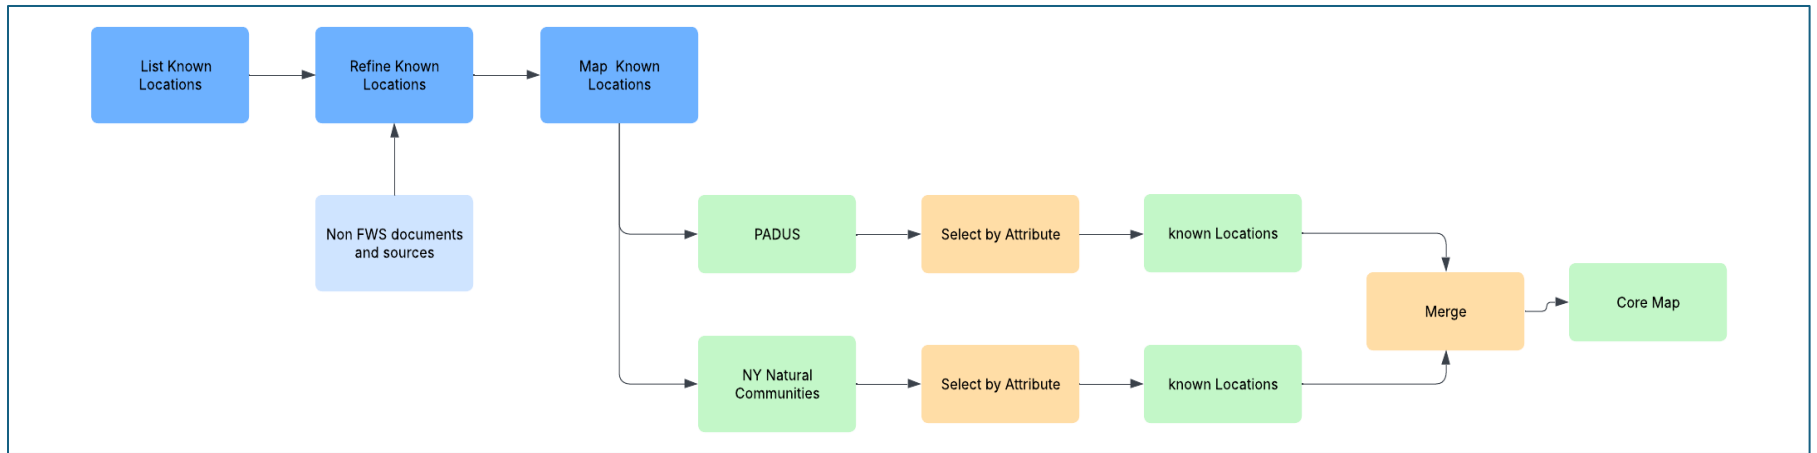 List Known
Locations
Refine Known
Locations
Map  Known
Locations
Non FWS documents
and sources
PADUS
Select by Attribute
known Locations
Merge
Core Map
NY Natural
Communities
Select by Attribute
known Locations